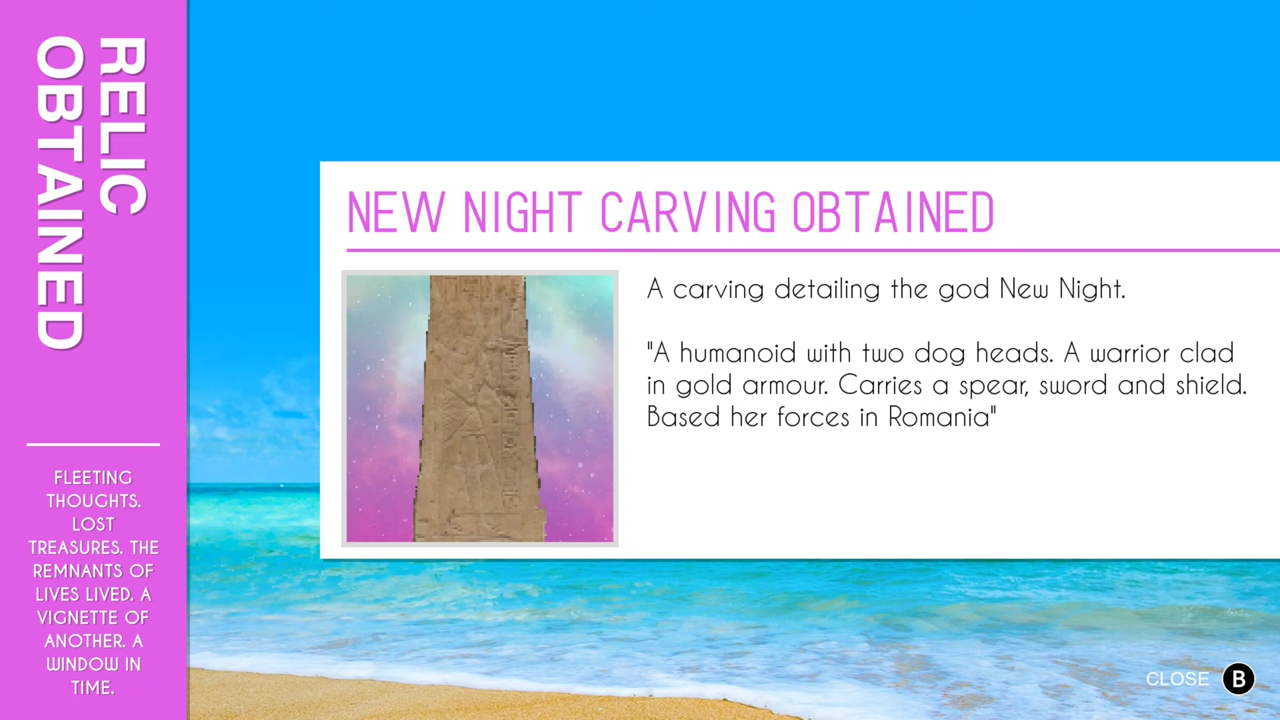 RELIC
OBTAINED
FLEETING
THOUGHTS.
LOST
TREASURES. THE
REMNANTS OF
LIVES LIVED. A
VIGNETTE OF
ANOTHER. A
WINDOW IN
TIME.
NEW NIGHT CARVING OBTAINED
A carving detailing the god New Night.
"A humanoid with two dog heads. A warrior clad
in gold armour. Carries a spear, sword and shield.
Based her forces in Romania"
CLOSE B